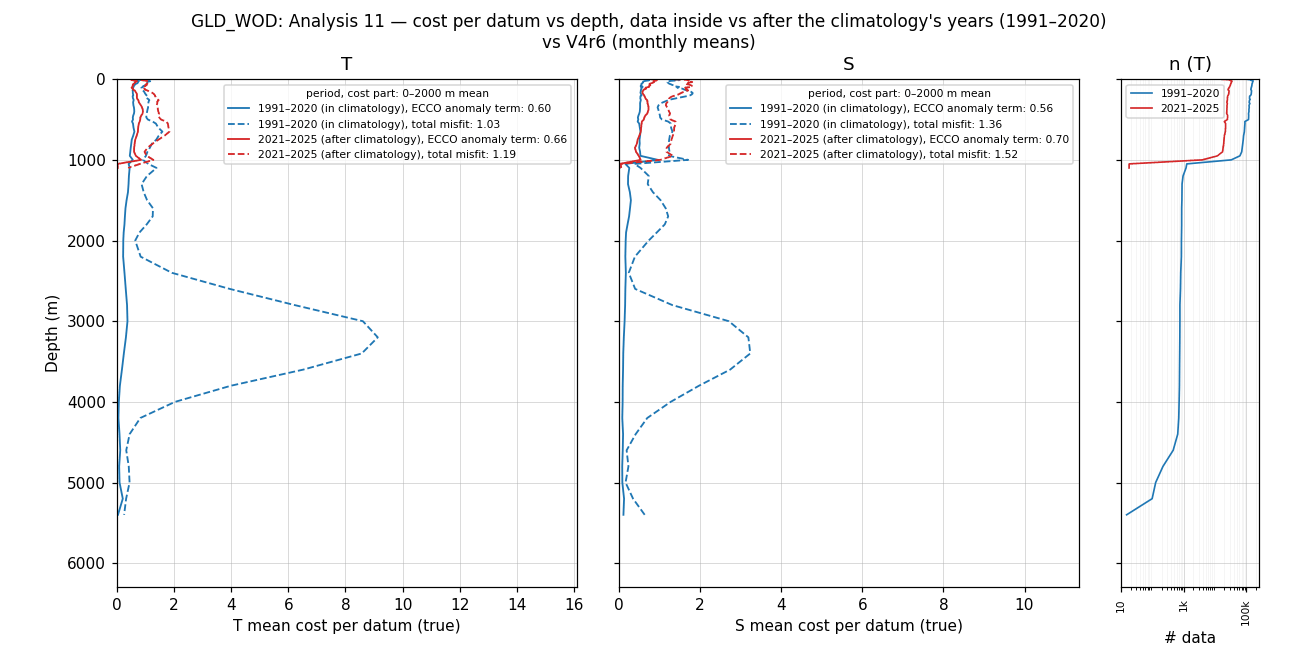 GLD_WOD: Analysis 11 — cost per datum vs depth, data inside vs after the climatology's years (1991–2020)
vs V4r6 (monthly means)
T
S
n (T)
period, cost part: 0–2000 m mean
1991–2020 (in climatology), ECCO anomaly term: 0.60
1991–2020 (in climatology), total misfit: 1.03
2021–2025 (after climatology), ECCO anomaly term: 0.66
2021–2025 (after climatology), total misfit: 1.19
period, cost part: 0–2000 m mean
1991–2020 (in climatology), ECCO anomaly term: 0.56
1991–2020 (in climatology), total misfit: 1.36
2021–2025 (after climatology), ECCO anomaly term: 0.70
2021–2025 (after climatology), total misfit: 1.52
1991–2020
2021–2025
0
1000
2000
3000
4000
5000
6000
Depth (m)
0 2 4 6 8 10 12 14 16
T mean cost per datum (true)
0 2 4 6 8 10
S mean cost per datum (true)
10 1k 100k
# data